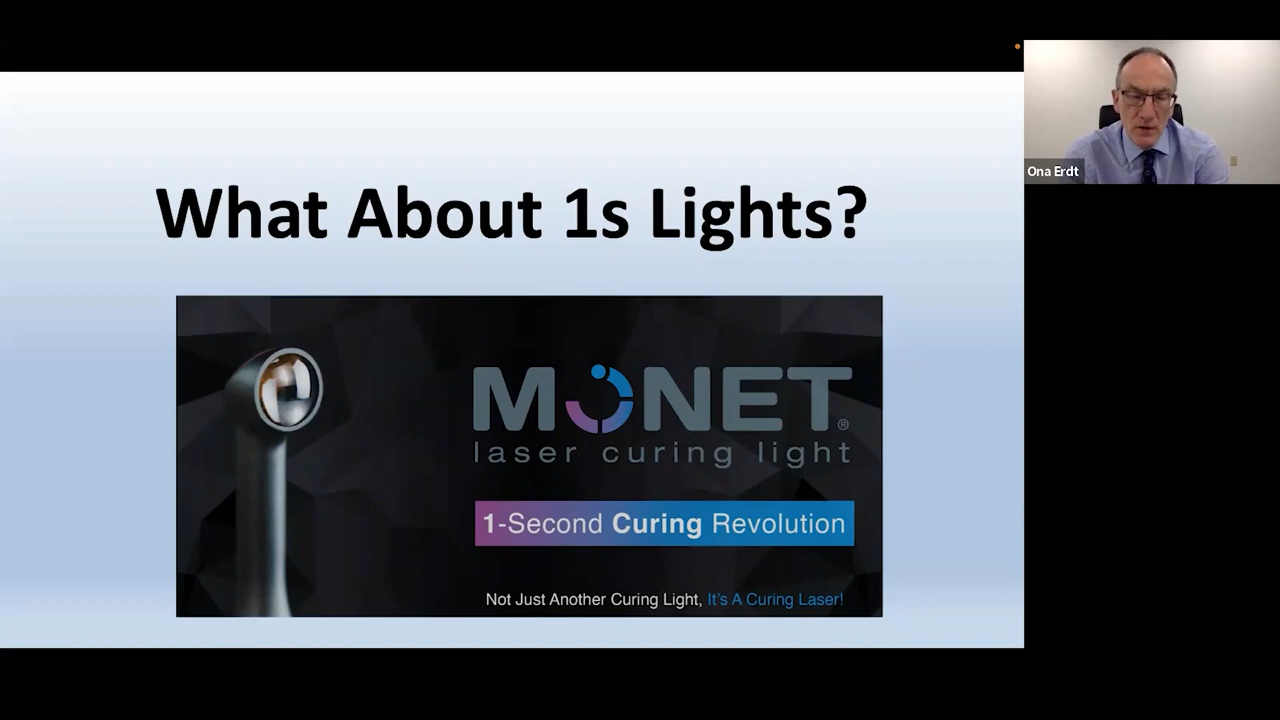 What About 1s Lights?
MONET®
laser curing light
1-Second Curing Revolution
Not Just Another Curing Light, It's A Curing Laser!
Ona Erdt